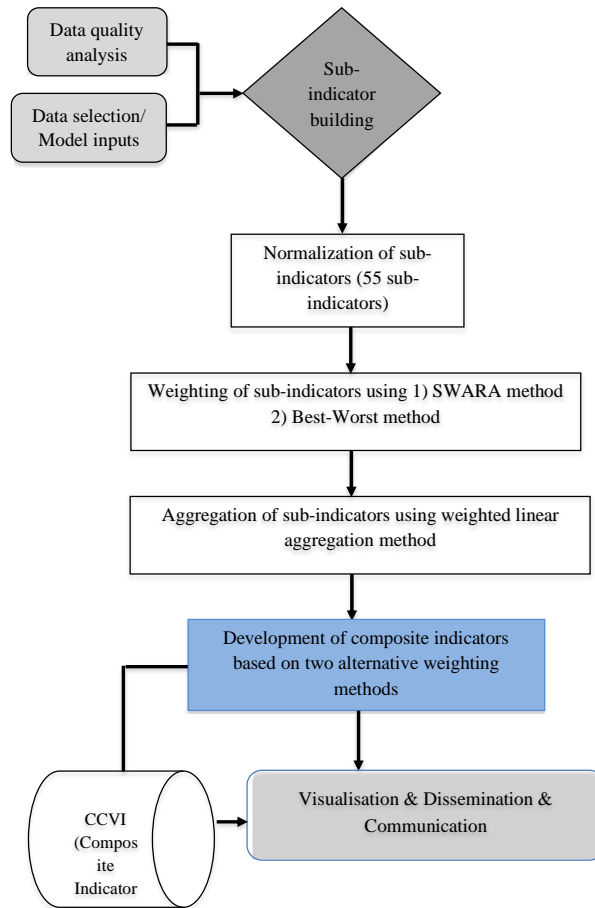 Data quality
analysis
Data selection/
Model inputs
Sub-
indicator
building
Normalization of sub-
indicators (55 sub-
indicators)
Weighting of sub-indicators using 1) SWARA method
2) Best-Worst method
Aggregation of sub-indicators using weighted linear
aggregation method
Development of composite indicators
based on two alternative weighting
methods
CCVI
(Compos
ite
Indicator
Visualisation & Dissemination &
Communication